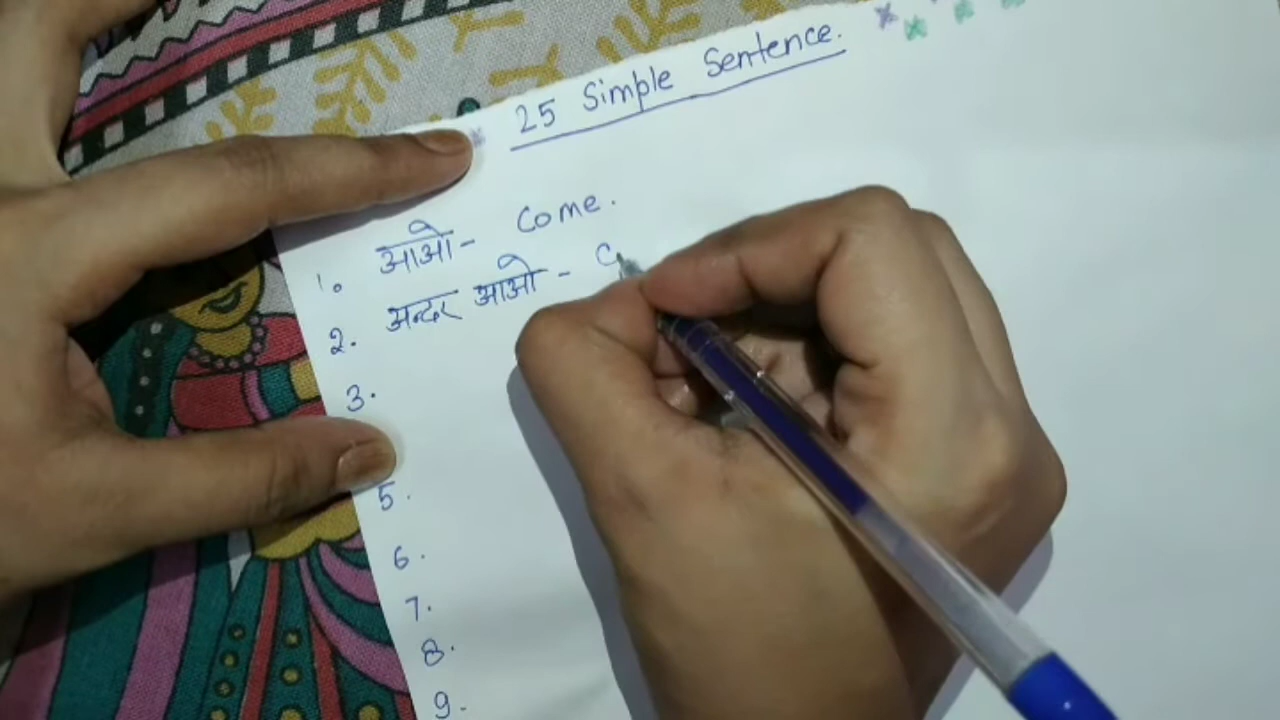 25 Simple Sentence.
1. आओ - Come.
2. अन्दर आओ - C
3.
5.
6.
7.
8.
9.